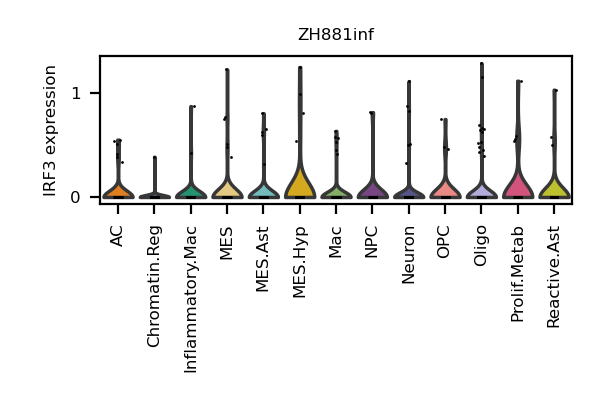 ZH881inf
IRF3 expression
1
0
AC
Chromatin.Reg
Inflammatory.Mac
MES
MES.Ast
MES.Hyp
Mac
NPC
Neuron
OPC
Oligo
Prolif.Metab
Reactive.Ast